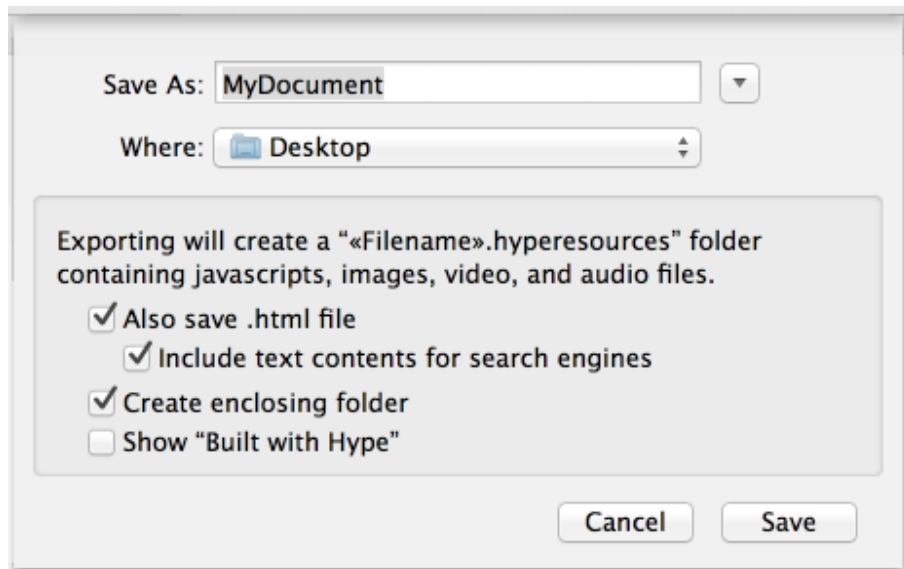 Save As: MyDocument
Where: Desktop
Exporting will create a “«Filename».hyperesources” folder
containing javascripts, images, video, and audio files.
Also save .html file
Include text contents for search engines
Create enclosing folder
Show “Built with Hype”
Cancel Save